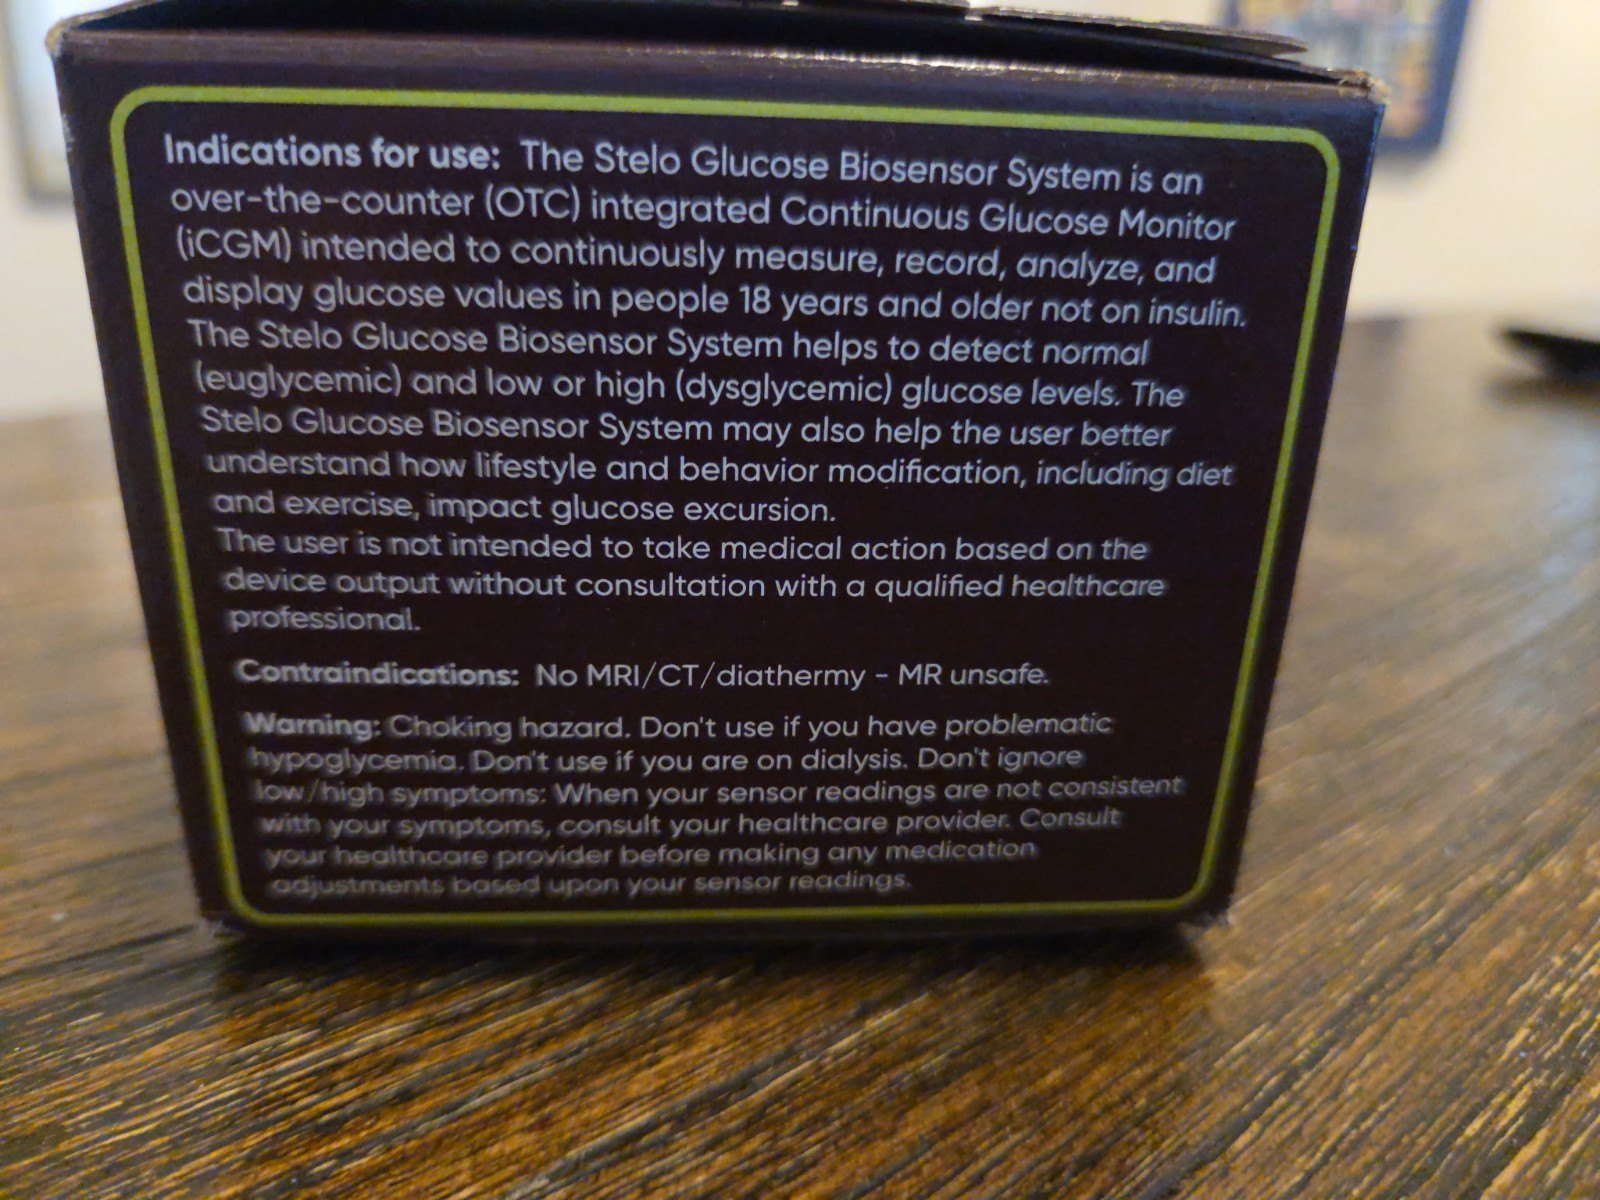 Indications for use: The Stelo Glucose Biosensor System is an
over-the-counter (OTC) integrated Continuous Glucose Monitor
(iCGM) intended to continuously measure, record, analyze, and
display glucose values in people 18 years and older not on insulin.
The Stelo Glucose Biosensor System helps to detect normal
(euglycemic) and low or high (dysglycemic) glucose levels. The
Stelo Glucose Biosensor System may also help the user better
understand how lifestyle and behavior modification, including diet
and exercise, impact glucose excursion.
The user is not intended to take medical action based on the
device output without consultation with a qualified healthcare
professional.
Contraindications: No MRI/CT/diathermy - MR unsafe.
Warning: Choking hazard. Don't use if you have problematic
hypoglycemia. Don't use if you are on dialysis. Don't ignore
low/high symptoms: When your sensor readings are not consistent
with your symptoms, consult your healthcare provider. Consult
your healthcare provider before making any medication
adjustments based upon your sensor readings.